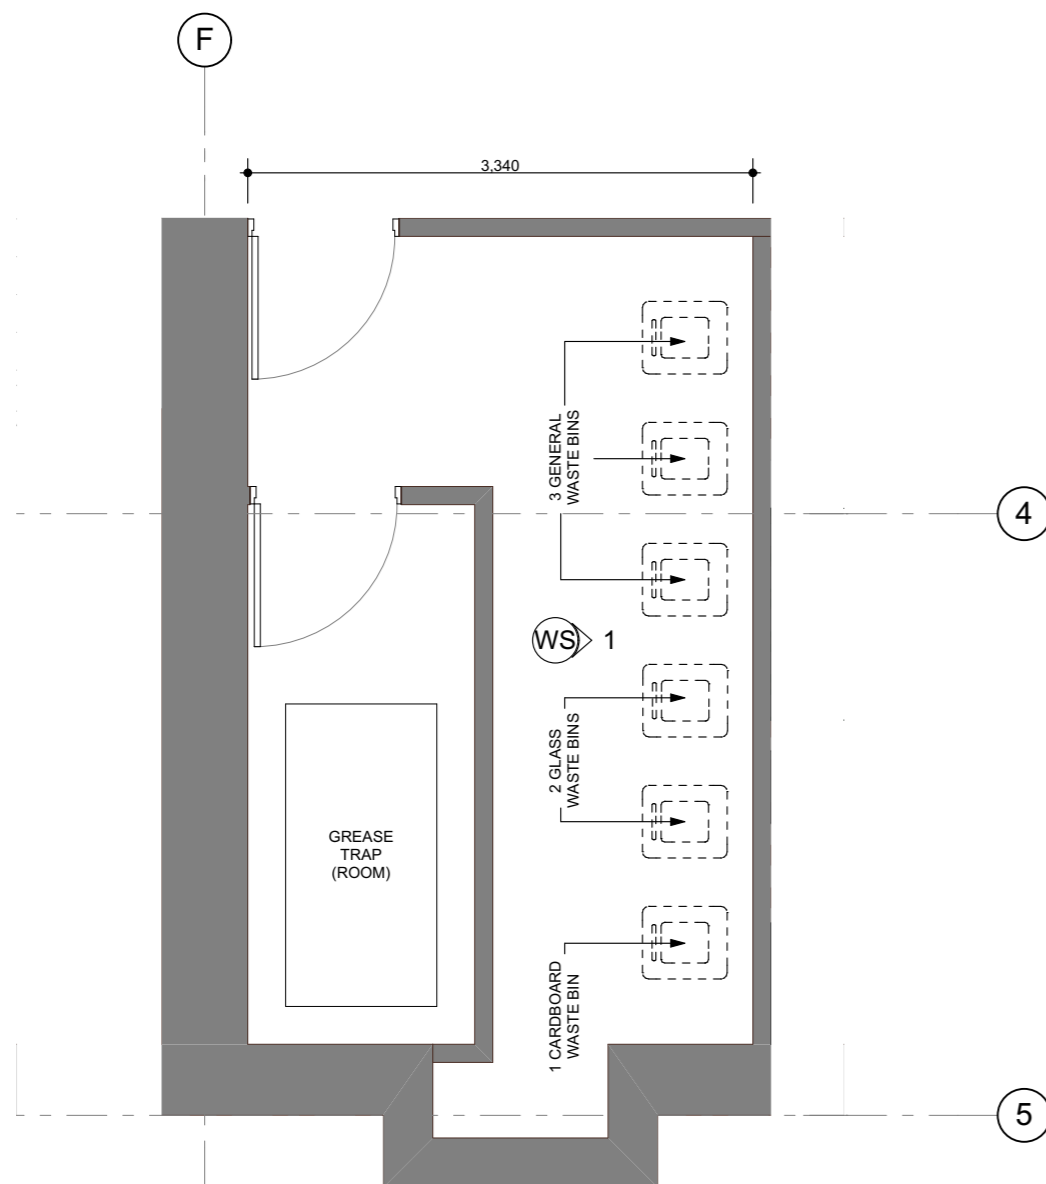 F
3,340
3 GENERAL
WASTE BINS
4
WS 1
2 GLASS
WASTE BINS
GREASE
TRAP
(ROOM)
1 CARDBOARD
WASTE BIN
5